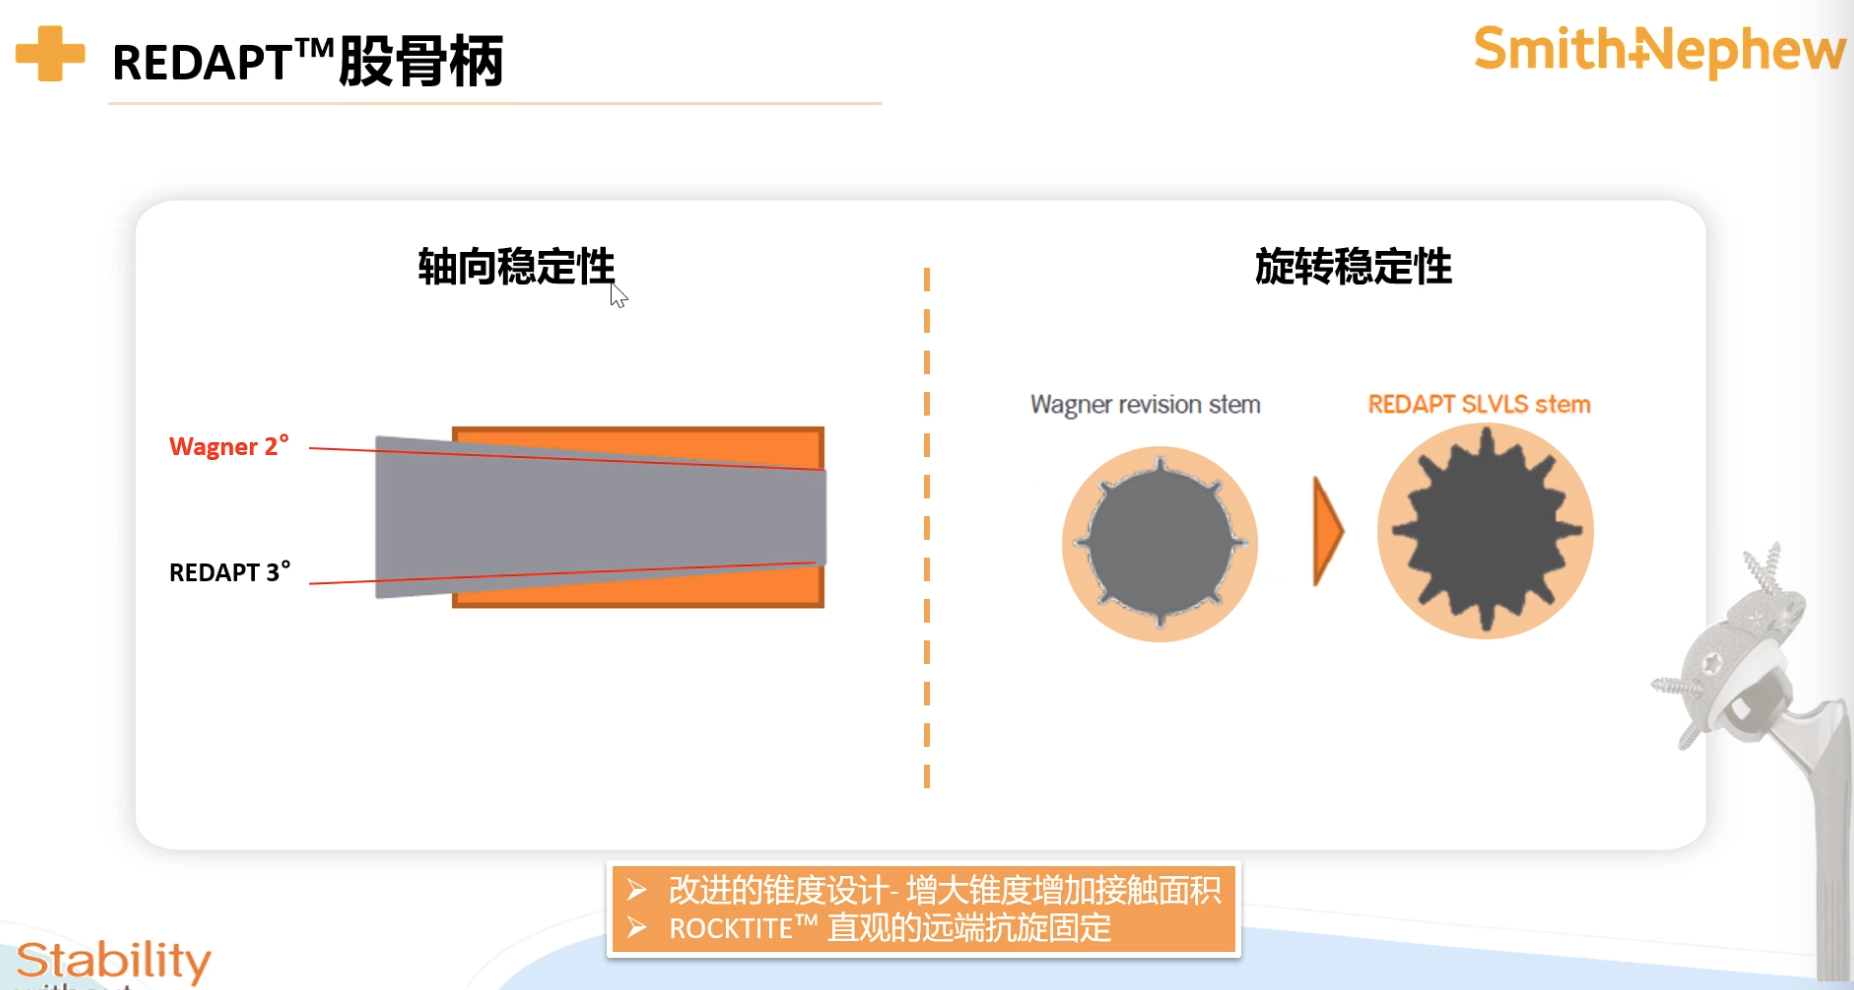 REDAPT™股骨柄
Smith+Nephew
轴向稳定性
旋转稳定性
Wagner 2°
REDAPT 3°
Wagner revision stem
REDAPT SLVLS stem
➢ 改进的锥度设计- 增大锥度增加接触面积
➢ ROCKTITE™ 直观的远端抗旋固定
Stability
without